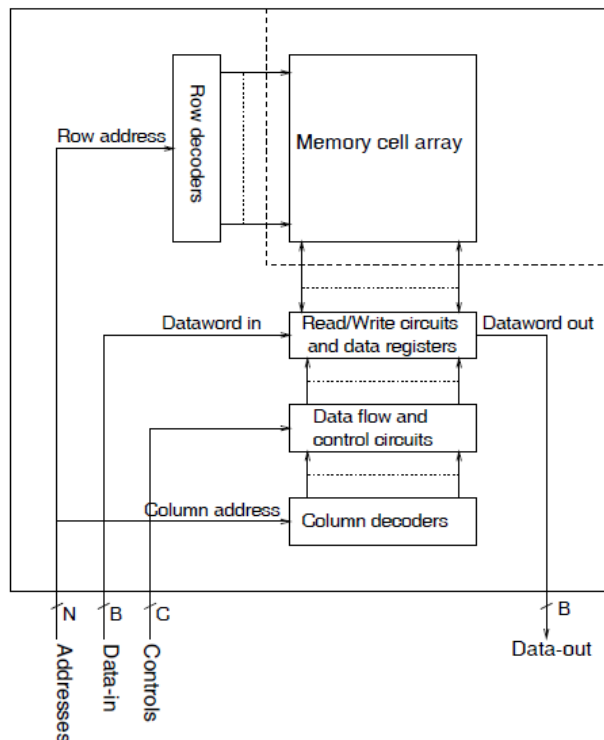 Row decoders
Row address
Memory cell array
Dataword in
Read/Write circuits
and data registers
Dataword out
Data flow and
control circuits
Column address
Column decoders
N
B
C
B
Addresses
Data-in
Controls
Data-out